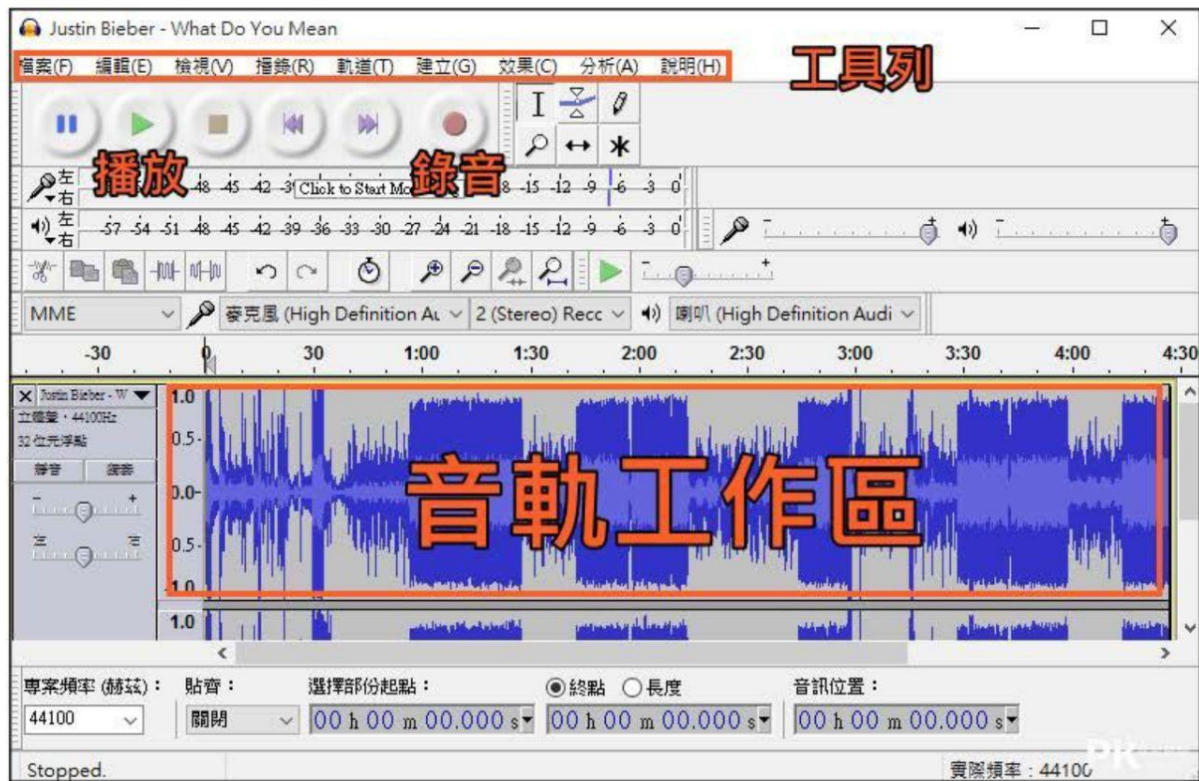 Justin Bieber - What Do You Mean
檔案(F) 編輯(E) 檢視(V) 播錄(R) 軌道(T) 建立(G) 效果(C) 分析(A) 說明(H)
工具列
播放
錄音
左 -48 -45 -42 Click to Start Mo -18 -15 -12 -9 -6 -3 0
右
左 -57 -54 -51 -48 -45 -42 -39 -36 -33 -30 -27 -24 -21 -18 -15 -12 -9 -6 -3 0
右
- + - +
- +
MME 麥克風 (High Definition Au 2 (Stereo) Recc 喇叭 (High Definition Audi
-30 0 30 1:00 1:30 2:00 2:30 3:00 3:30 4:00 4:30
Justin Bieber - W
立體聲,44100Hz
32 位元浮點
靜音
- +
左 右
1.0
0.5-
0.0-
0.5-
-1.0
音軌工作區
1.0
專案頻率 (赫茲): 貼齊: 選擇部份起點: 終點 長度 音訊位置:
44100 關閉 00 h 00 m 00.000 s 00 h 00 m 00.000 s 00 h 00 m 00.000 s
Stopped. 實際頻率:44100